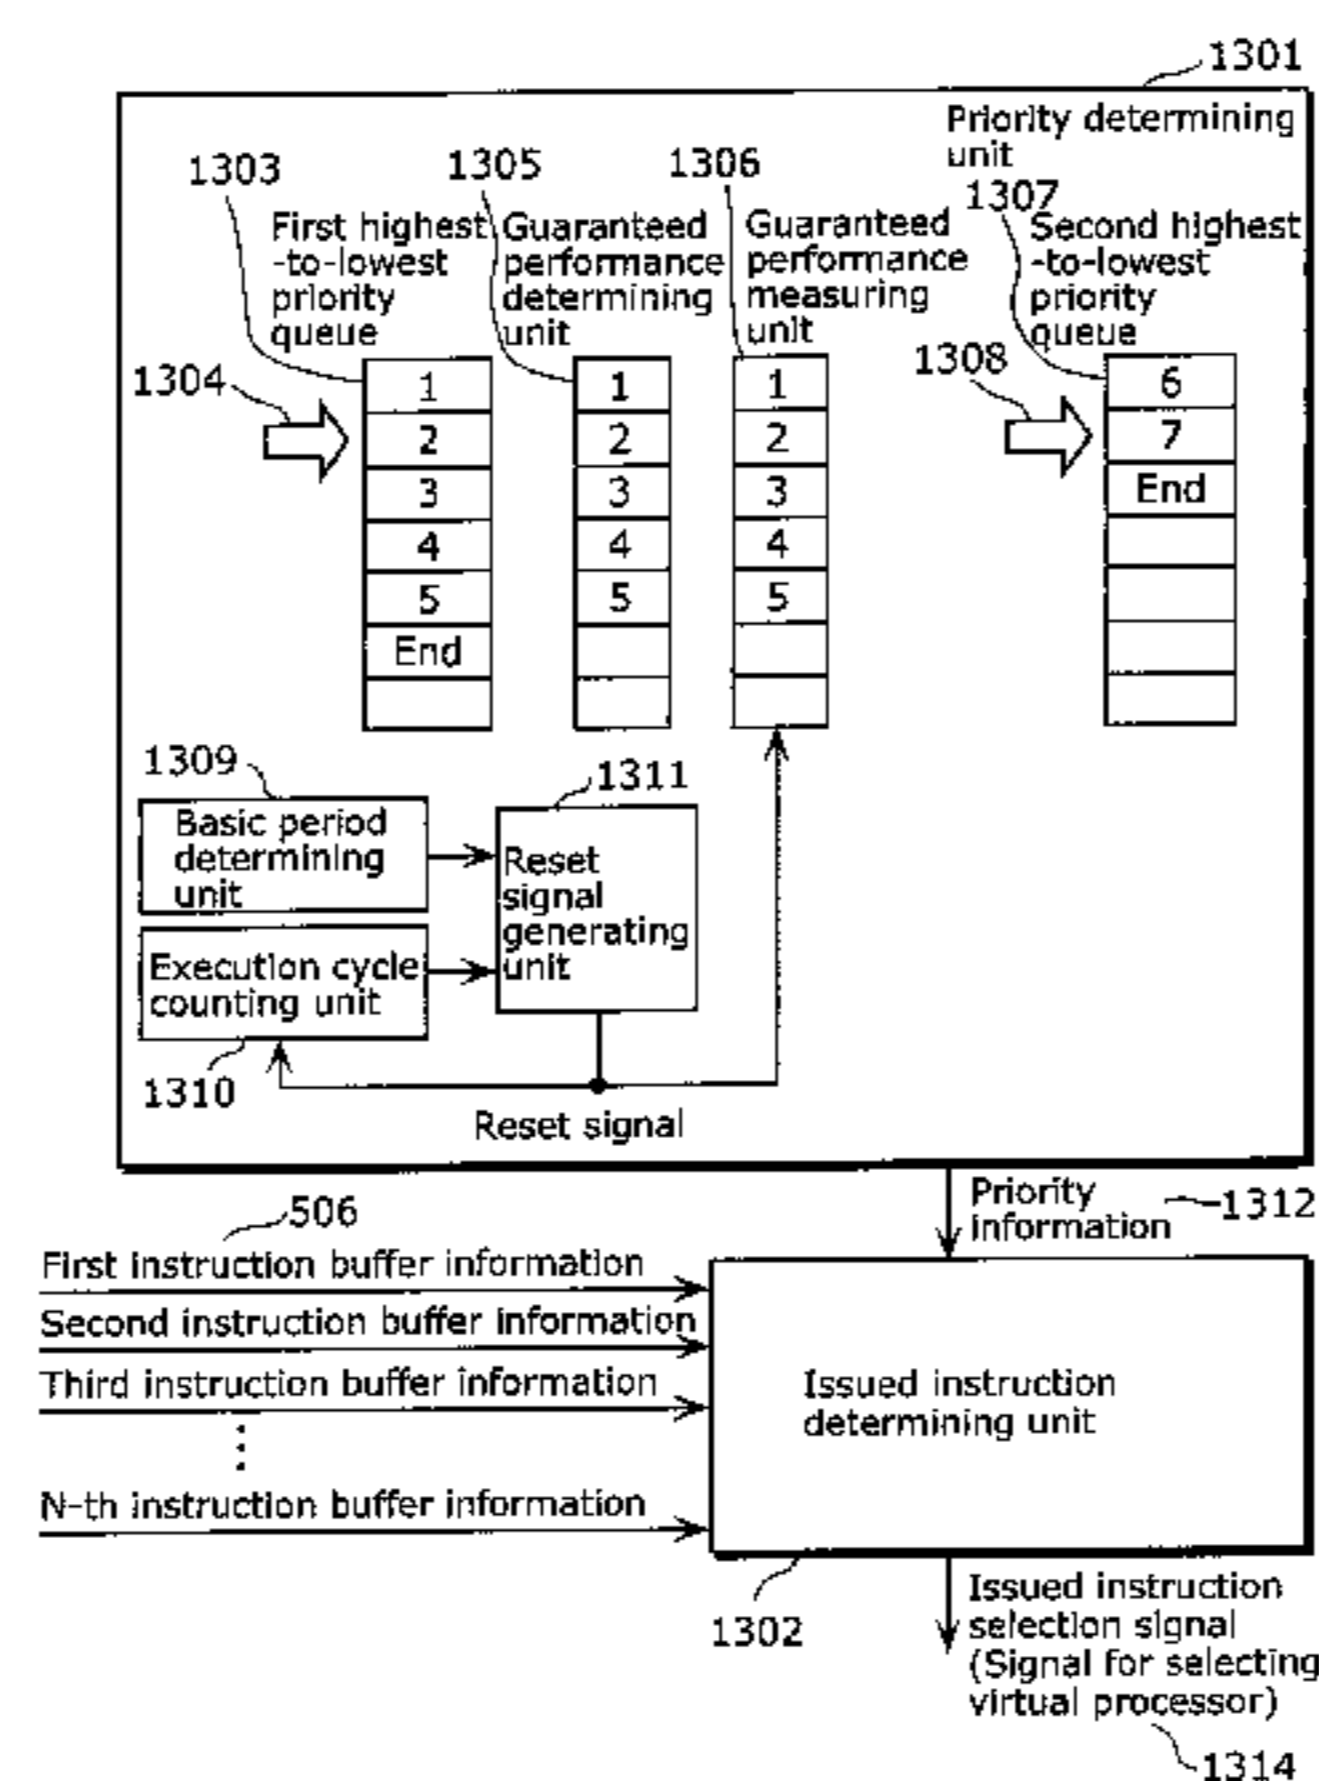 1301
Priority determining
unit
1303
1305
1306
1307
First highest
-to-lowest
priority
queue
Guaranteed
performance
determining
unit
Guaranteed
performance
measuring
unit
Second highest
-to-lowest
priority
queue
1304
1308
1
2
3
4
5
End
1
2
3
4
5
1
2
3
4
5
6
7
End
1309
Basic period
determining
unit
1311
Reset
signal
generating
unit
Execution cycle
counting unit
1310
Reset signal
Priority
information
1312
506
First instruction buffer information
Second instruction buffer information
Third instruction buffer information
N-th instruction buffer information
Issued instruction
determining unit
1302
Issued instruction
selection signal
(Signal for selecting
virtual processor)
1314